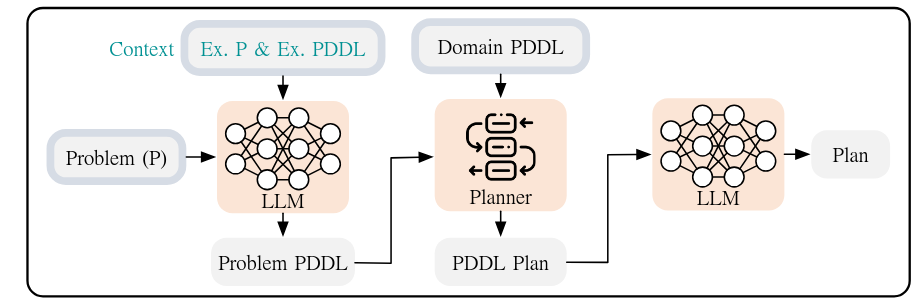 Context
Ex. P & Ex. PDDL
Domain PDDL
Problem (P)
LLM
Planner
LLM
Plan
Problem PDDL
PDDL Plan